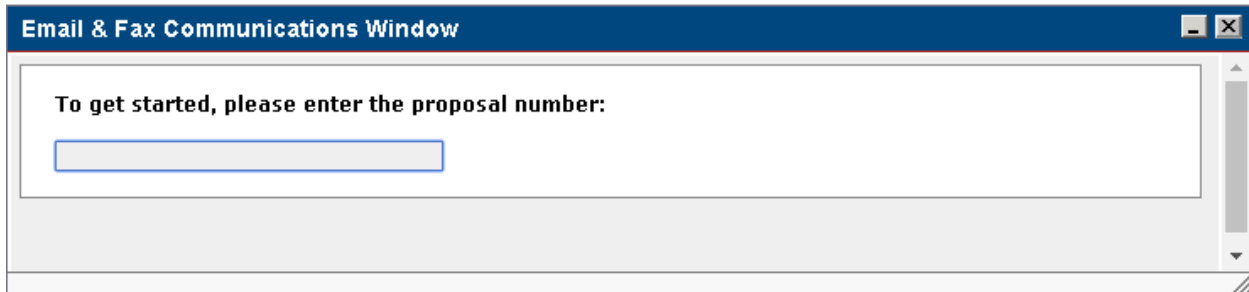 Email & Fax Communications Window
To get started, please enter the proposal number: